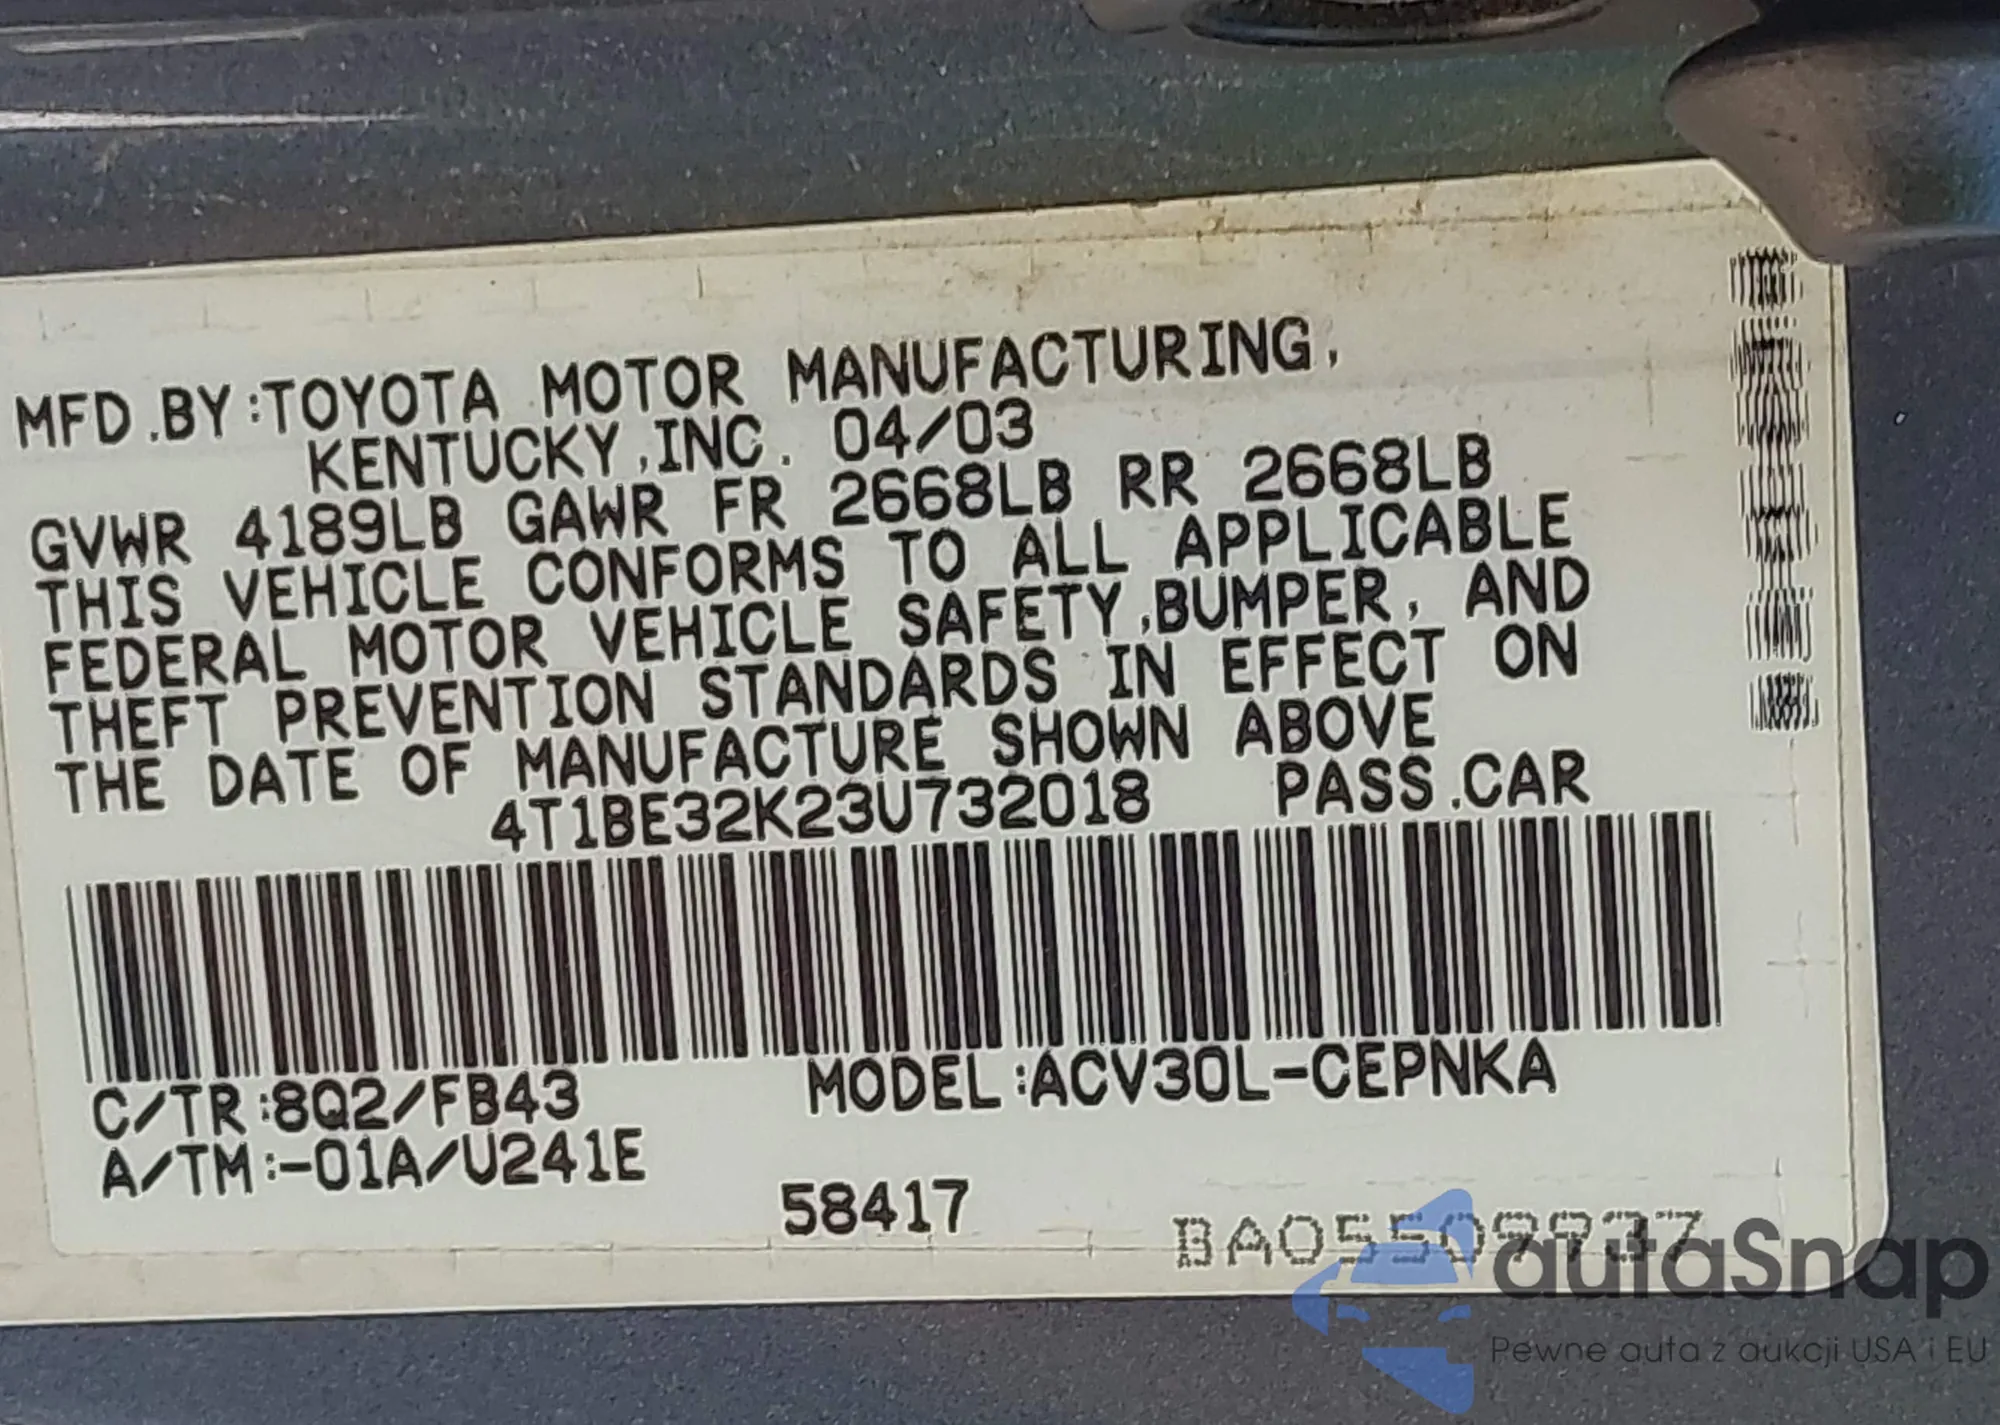 MFD.BY:TOYOTA MOTOR MANUFACTURING,
KENTUCKY,INC. 04/03
GVWR 4189LB GAWR FR 2668LB RR 2668LB
THIS VEHICLE CONFORMS TO ALL APPLICABLE
FEDERAL MOTOR VEHICLE SAFETY,BUMPER, AND
THEFT PREVENTION STANDARDS IN EFFECT ON
THE DATE OF MANUFACTURE SHOWN ABOVE
4T1BE32K23U732018 PASS.CAR
C/TR:8Q2/FB43 MODEL:ACV30L-CEPNKA
A/TM:-01A/U241E
58417 BA05509937
autaSnap
Pewne auta z aukcji USA i EU